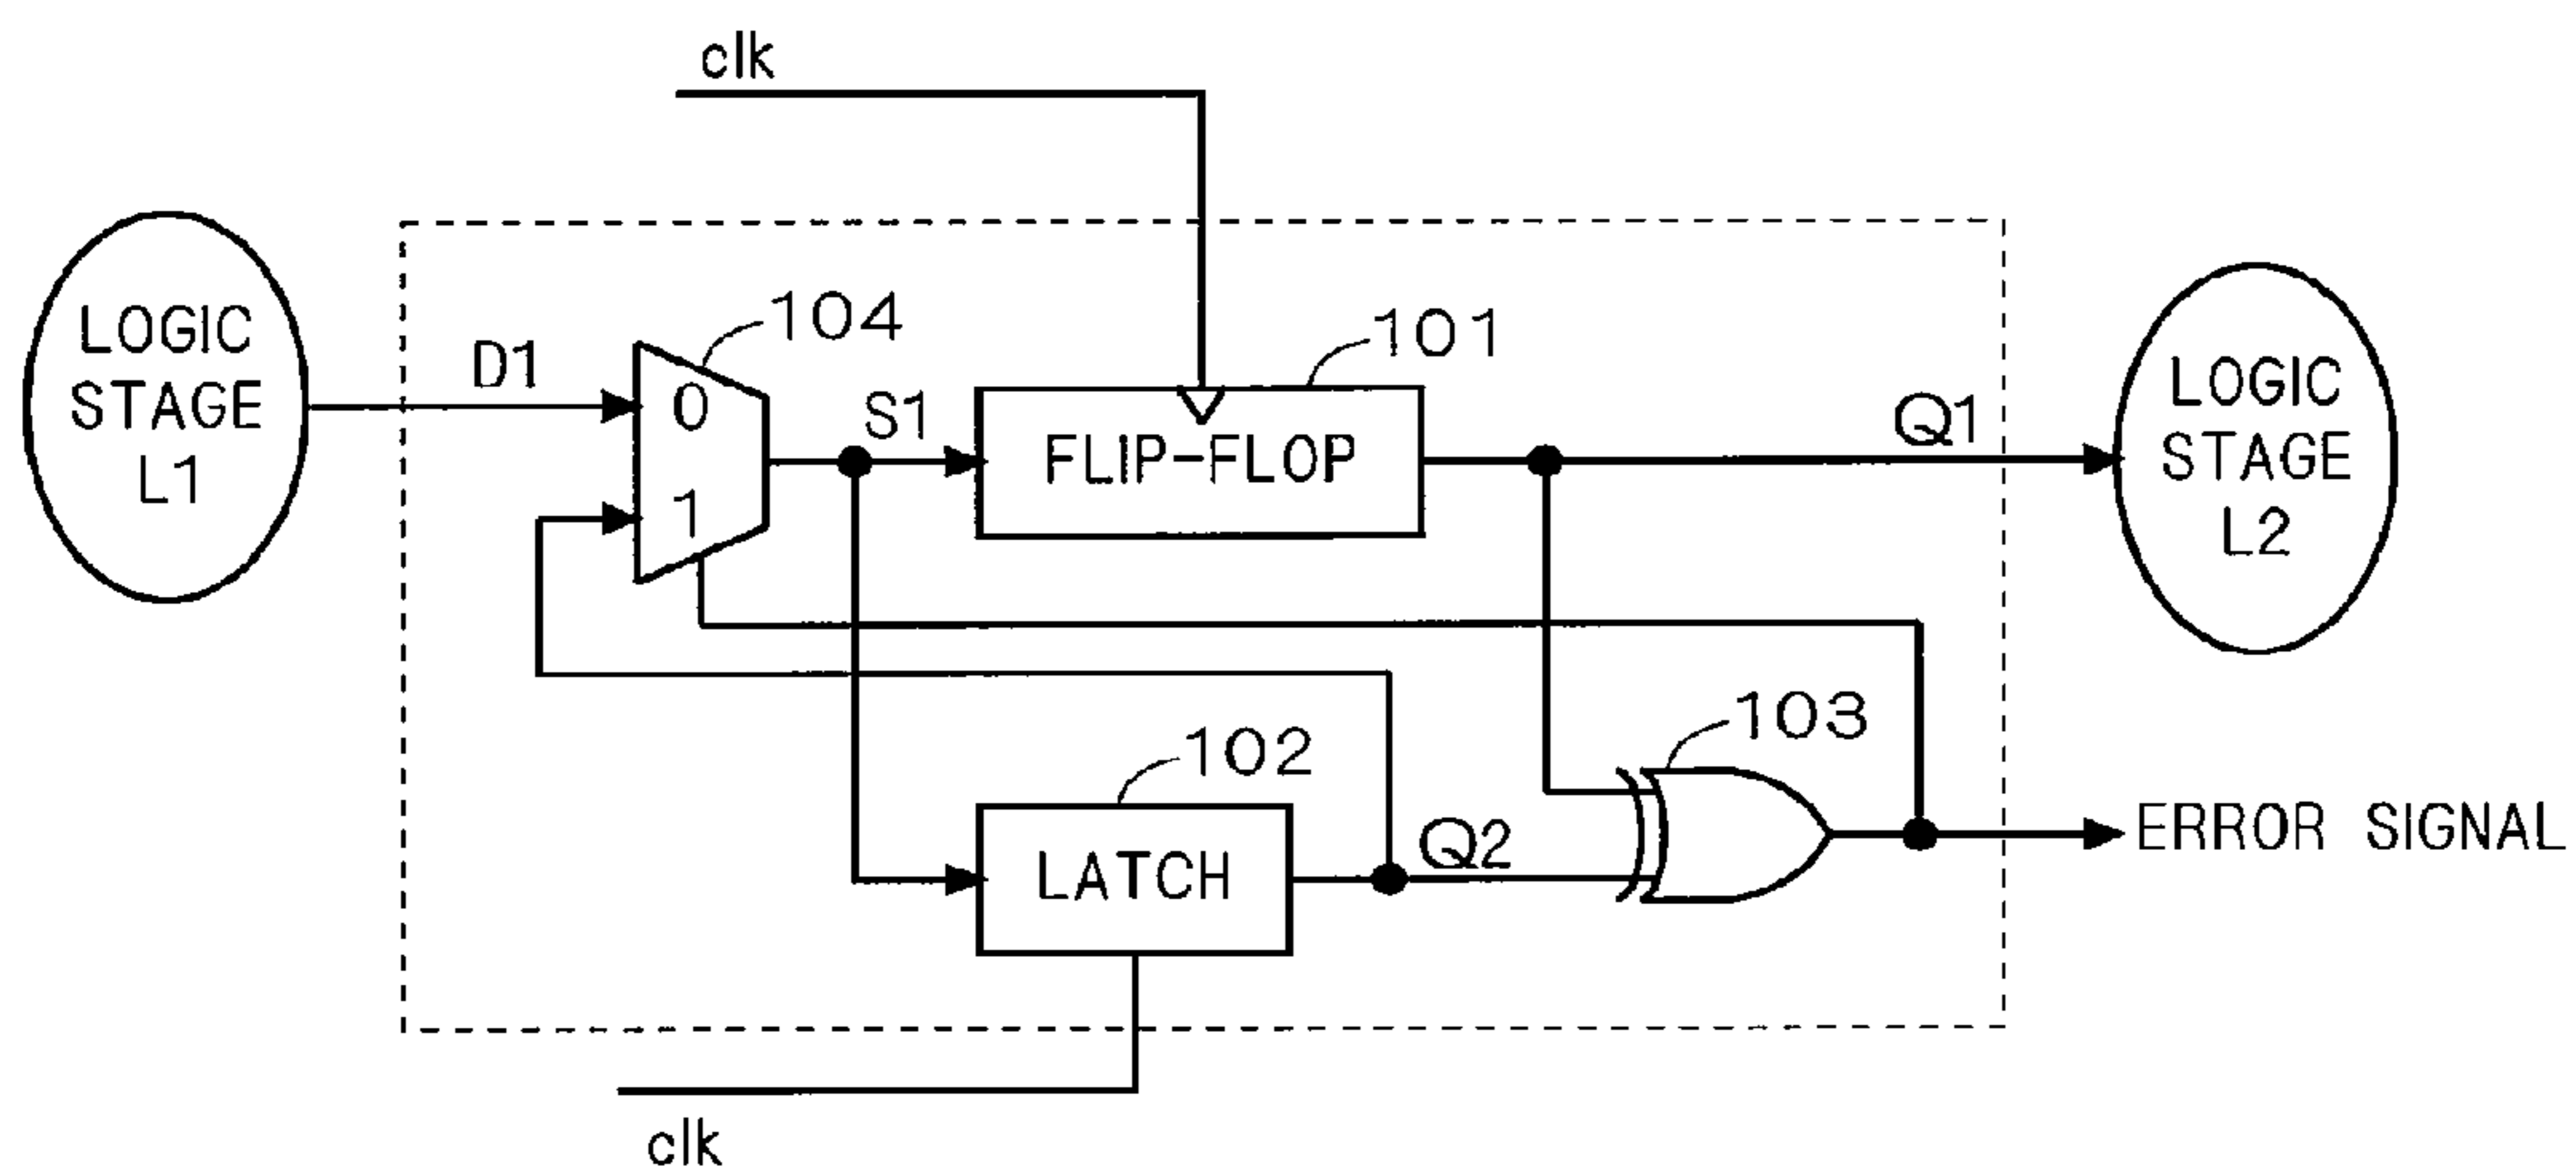 clk
LOGIC
STAGE
L1
D1
104
0
1
S1
101
FLIP-FLOP
Q1
LOGIC
STAGE
L2
102
LATCH
Q2
103
ERROR SIGNAL
clk